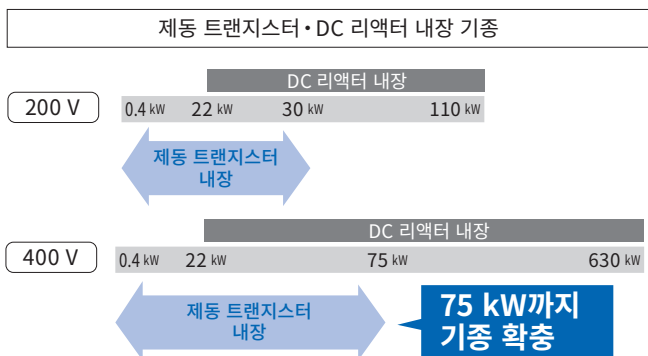 제동 트랜지스터・DC 리액터 내장 기종
DC 리액터 내장
200 V
0.4 kW 22 kW 30 kW 110 kW
제동 트랜지스터
내장
DC 리액터 내장
400 V
0.4 kW 22 kW 75 kW 630 kW
제동 트랜지스터
내장
75 kW까지
기종 확충